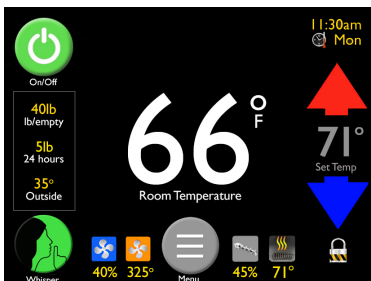 11:30am
Mon
On/Off
40lb
lb/empty
5lb
24 hours
35°
Outside
66°
F
Room Temperature
71°
Set Temp
Whisper
40%
325°
Menu
45%
71°